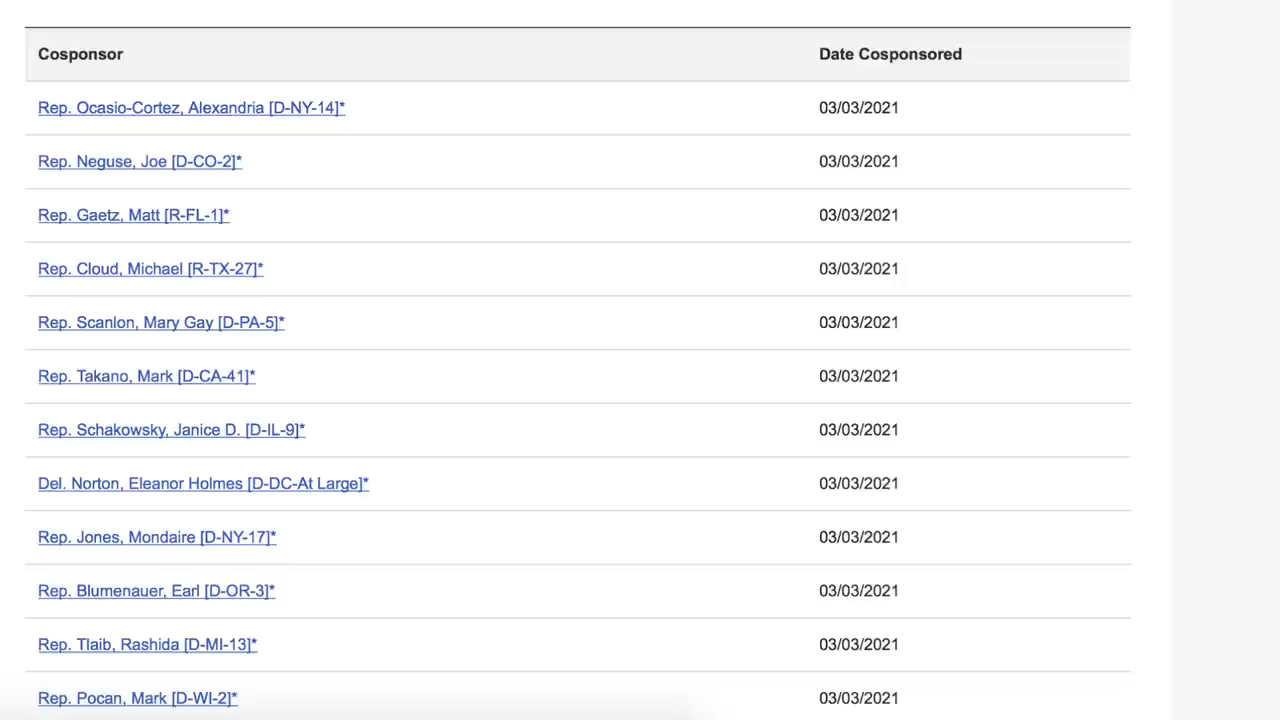 Cosponsor Date Cosponsored
Rep. Ocasio-Cortez, Alexandria [D-NY-14]* 03/03/2021
Rep. Neguse, Joe [D-CO-2]* 03/03/2021
Rep. Gaetz, Matt [R-FL-1]* 03/03/2021
Rep. Cloud, Michael [R-TX-27]* 03/03/2021
Rep. Scanlon, Mary Gay [D-PA-5]* 03/03/2021
Rep. Takano, Mark [D-CA-41]* 03/03/2021
Rep. Schakowsky, Janice D. [D-IL-9]* 03/03/2021
Del. Norton, Eleanor Holmes [D-DC-At Large]* 03/03/2021
Rep. Jones, Mondaire [D-NY-17]* 03/03/2021
Rep. Blumenauer, Earl [D-OR-3]* 03/03/2021
Rep. Tlaib, Rashida [D-MI-13]* 03/03/2021
Rep. Pocan, Mark [D-WI-2]* 03/03/2021